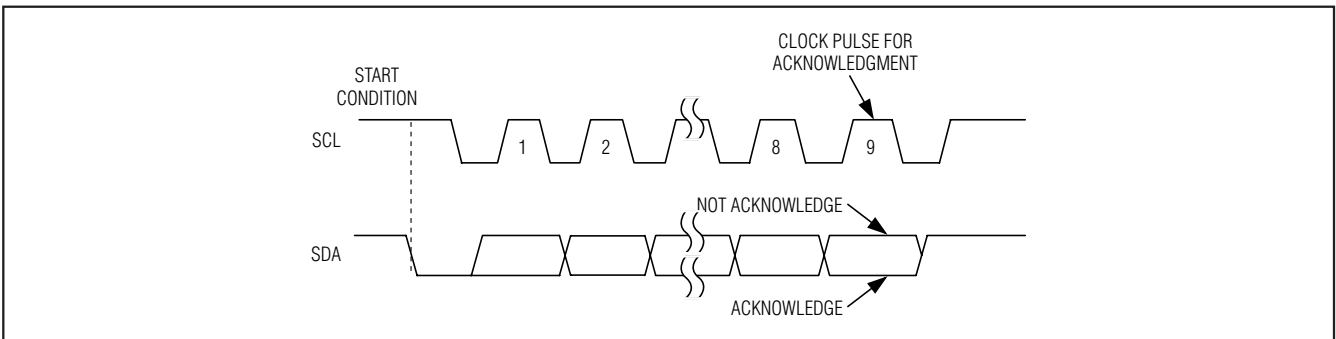 CLOCK PULSE FOR
ACKNOWLEDGMENT
START
CONDITION
SCL
1
2
8
9
NOT ACKNOWLEDGE
SDA
ACKNOWLEDGE